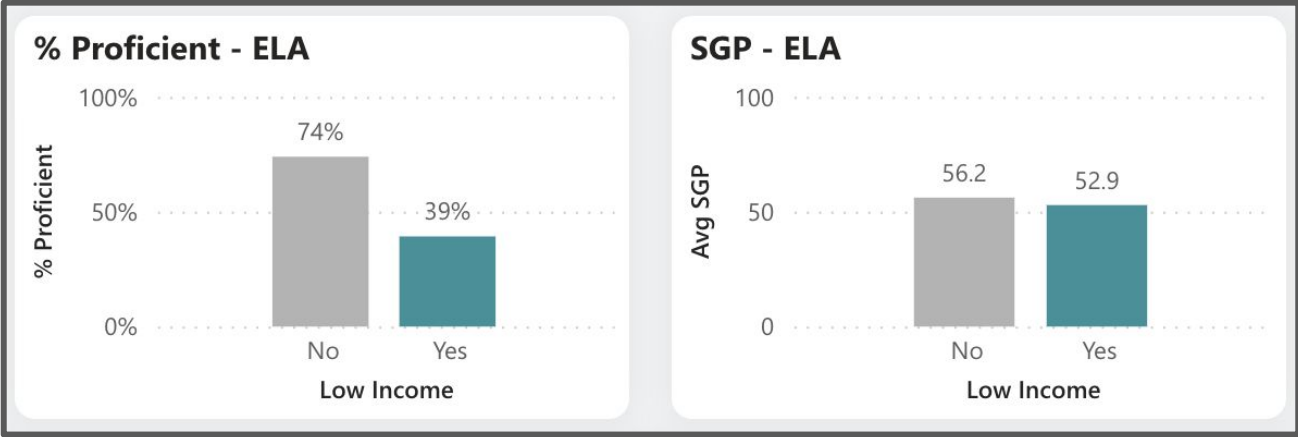 % Proficient - ELA
100%
74%
50%
39%
0%
% Proficient
No
Yes
Low Income
SGP - ELA
100
56.2
52.9
50
0
Avg SGP
No
Yes
Low Income